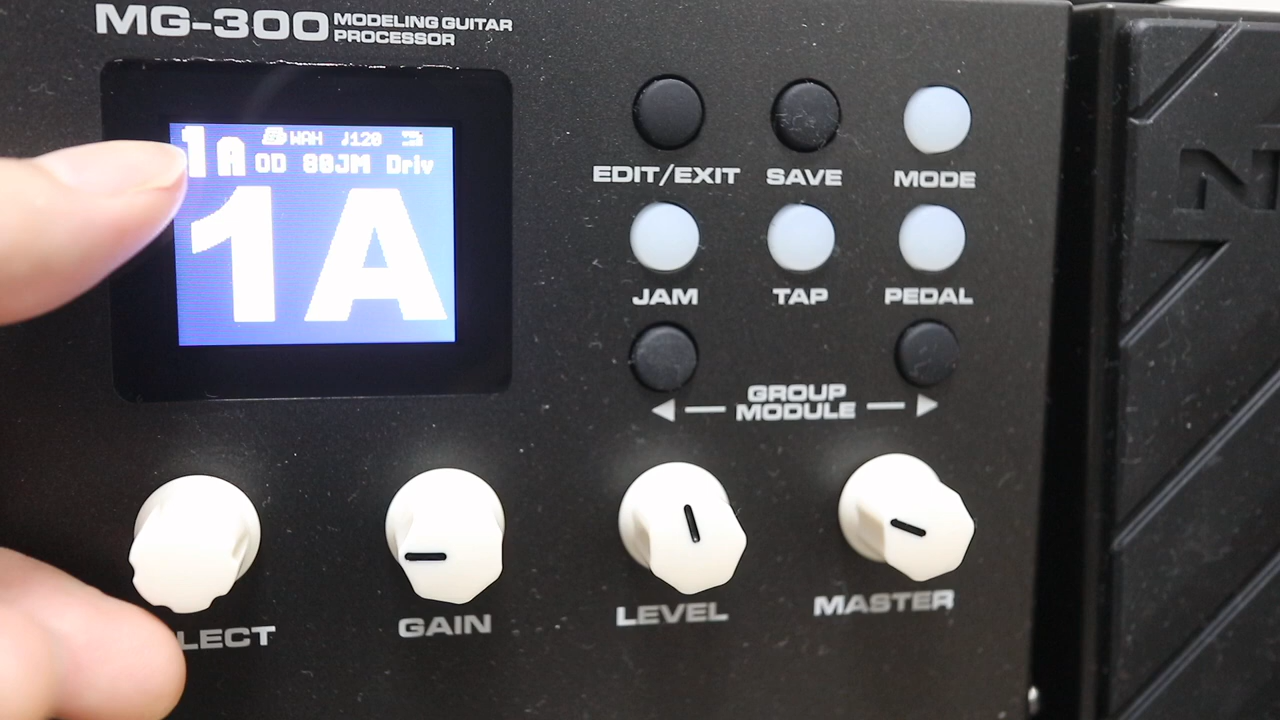 MG-300 MODELING GUITAR
PROCESSOR
WAH ♩120
1A OD 80JM Driv
1A
EDIT/EXIT SAVE MODE
JAM TAP PEDAL
GROUP
MODULE
LECT GAIN LEVEL MASTER